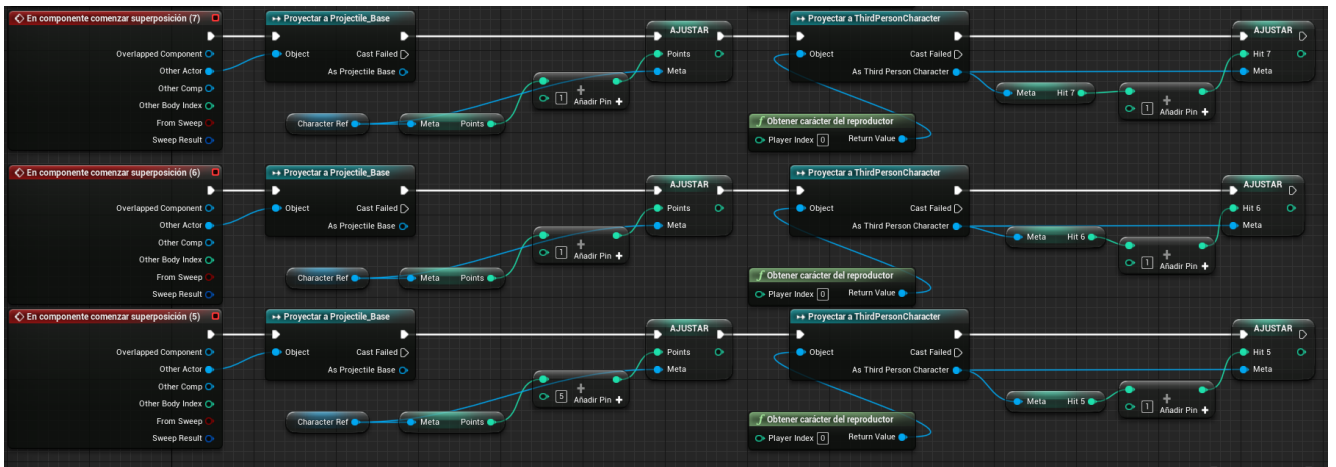 En componente comenzar superposición (7)
Overlapped Component
Other Actor
Other Comp
Other Body Index
From Sweep
Sweep Result
Proyectar a Projectile_Base
Object
Cast Failed
As Projectile Base
Character Ref
Meta Points
1
Añadir Pin +
AJUSTAR
Points
Meta
Proyectar a ThirdPersonCharacter
Object
Cast Failed
As Third Person Character
f Obtener carácter del reproductor
Player Index 0 Return Value
Meta Hit 7
1
Añadir Pin +
AJUSTAR
Hit 7
Meta
En componente comenzar superposición (6)
Overlapped Component
Other Actor
Other Comp
Other Body Index
From Sweep
Sweep Result
Proyectar a Projectile_Base
Object
Cast Failed
As Projectile Base
Character Ref
Meta Points
1
Añadir Pin +
AJUSTAR
Points
Meta
Proyectar a ThirdPersonCharacter
Object
Cast Failed
As Third Person Character
f Obtener carácter del reproductor
Player Index 0 Return Value
Meta Hit 6
1
Añadir Pin +
AJUSTAR
Hit 6
Meta
En componente comenzar superposición (5)
Overlapped Component
Other Actor
Other Comp
Other Body Index
From Sweep
Sweep Result
Proyectar a Projectile_Base
Object
Cast Failed
As Projectile Base
Character Ref
Meta Points
5
Añadir Pin +
AJUSTAR
Points
Meta
Proyectar a ThirdPersonCharacter
Object
Cast Failed
As Third Person Character
f Obtener carácter del reproductor
Player Index 0 Return Value
Meta Hit 5
1
Añadir Pin +
AJUSTAR
Hit 5
Meta